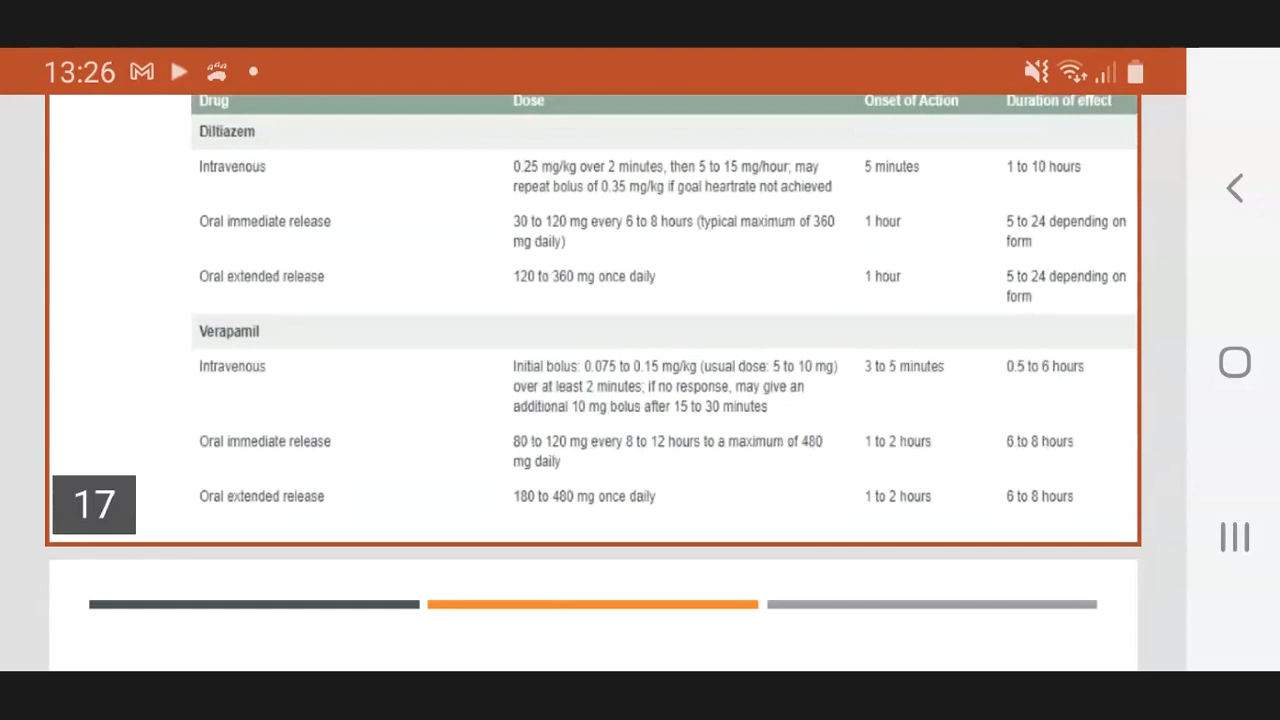 13:26
Drug Dose Onset of Action Duration of effect
Diltiazem
Intravenous 0.25 mg/kg over 2 minutes, then 5 to 15 mg/hour; may 5 minutes 1 to 10 hours
repeat bolus of 0.35 mg/kg if goal heartrate not achieved
Oral immediate release 30 to 120 mg every 6 to 8 hours (typical maximum of 360 1 hour 5 to 24 depending on
mg daily) form
Oral extended release 120 to 360 mg once daily 1 hour 5 to 24 depending on
form
Verapamil
Intravenous Initial bolus: 0.075 to 0.15 mg/kg (usual dose: 5 to 10 mg) 3 to 5 minutes 0.5 to 6 hours
over at least 2 minutes; if no response, may give an
additional 10 mg bolus after 15 to 30 minutes
Oral immediate release 80 to 120 mg every 8 to 12 hours to a maximum of 480 1 to 2 hours 6 to 8 hours
mg daily
Oral extended release 180 to 480 mg once daily 1 to 2 hours 6 to 8 hours
17